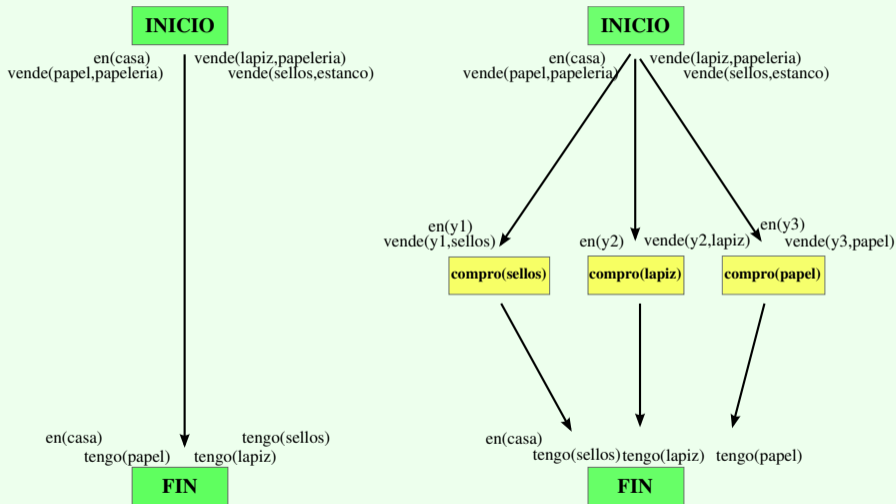 INICIO
en(casa) vende(lapiz,papeleria)
vende(papel,papeleria) vende(sellos,estanco)
en(casa) tengo(sellos)
tengo(papel) tengo(lapiz)
FIN
INICIO
en(casa) vende(lapiz,papeleria)
vende(papel,papeleria) vende(sellos,estanco)
en(y1) en(y3)
vende(y1,sellos) en(y2) vende(y2,lapiz) vende(y3,papel)
compro(sellos) compro(lapiz) compro(papel)
en(casa)
tengo(sellos) tengo(lapiz) tengo(papel)
FIN